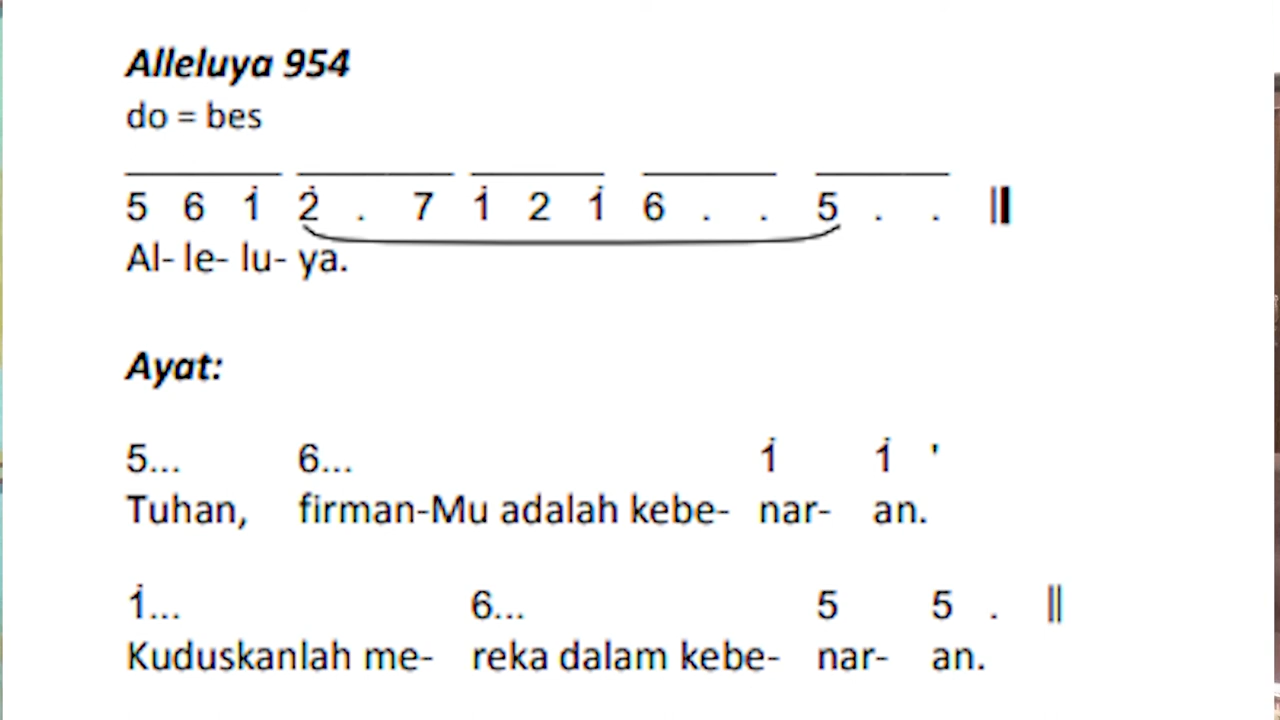 Alleluya 954
do = bes
5 6 1̇ 2̇ . 7 1̇ 2 1̇ 6 . . 5 . . ||
Al- le- lu- ya.
Ayat:
5... 6... 1̇ 1̇ '
Tuhan, firman-Mu adalah kebe- nar- an.
1̇... 6... 5 5 . ||
Kuduskanlah me- reka dalam kebe- nar- an.